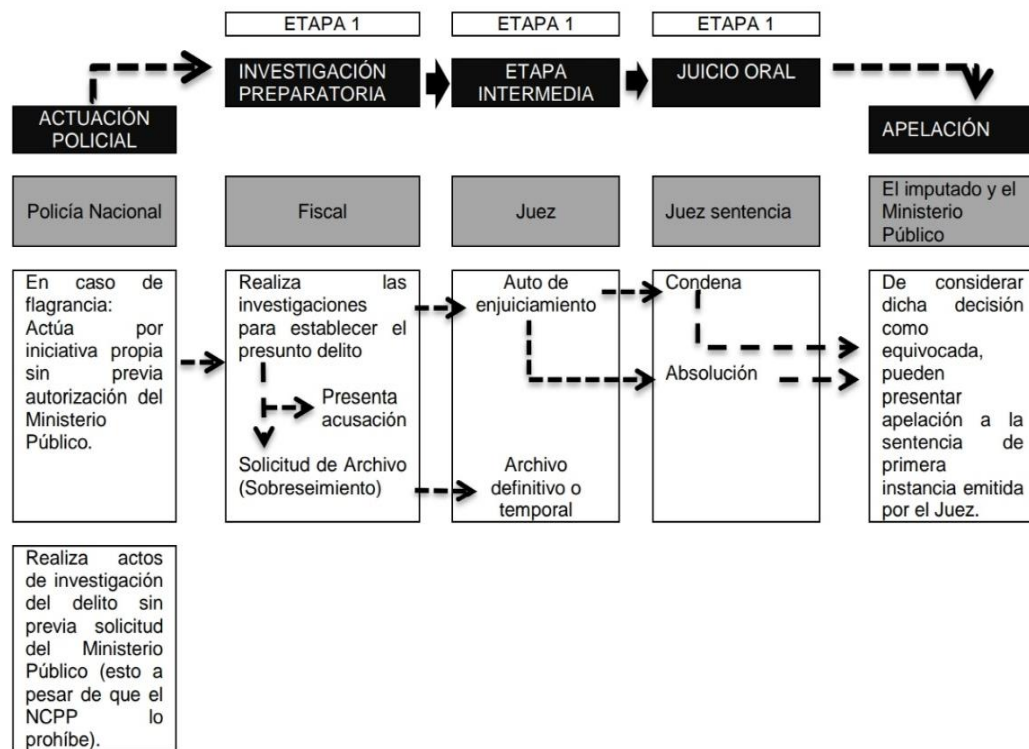 ETAPA 1
ETAPA 1
ETAPA 1
INVESTIGACIÓN
PREPARATORIA
ETAPA
INTERMEDIA
JUICIO ORAL
ACTUACIÓN
POLICIAL
APELACIÓN
Policía Nacional
Fiscal
Juez
Juez sentencia
El imputado y el
Ministerio
Público
En caso de
flagrancia:
Actúa por
iniciativa propia
sin previa
autorización del
Ministerio
Público.
Realiza las
investigaciones
para establecer el
presunto delito
Presenta
acusación
Solicitud de Archivo
(Sobreseimiento)
Auto de
enjuiciamiento
Archivo
definitivo o
temporal
Condena
Absolución
De considerar
dicha decisión
como
equivocada,
pueden
presentar
apelación a la
sentencia de
primera
instancia emitida
por el Juez.
Realiza actos
de investigación
del delito sin
previa solicitud
del Ministerio
Público (esto a
pesar de que el
NCPP lo
prohíbe).